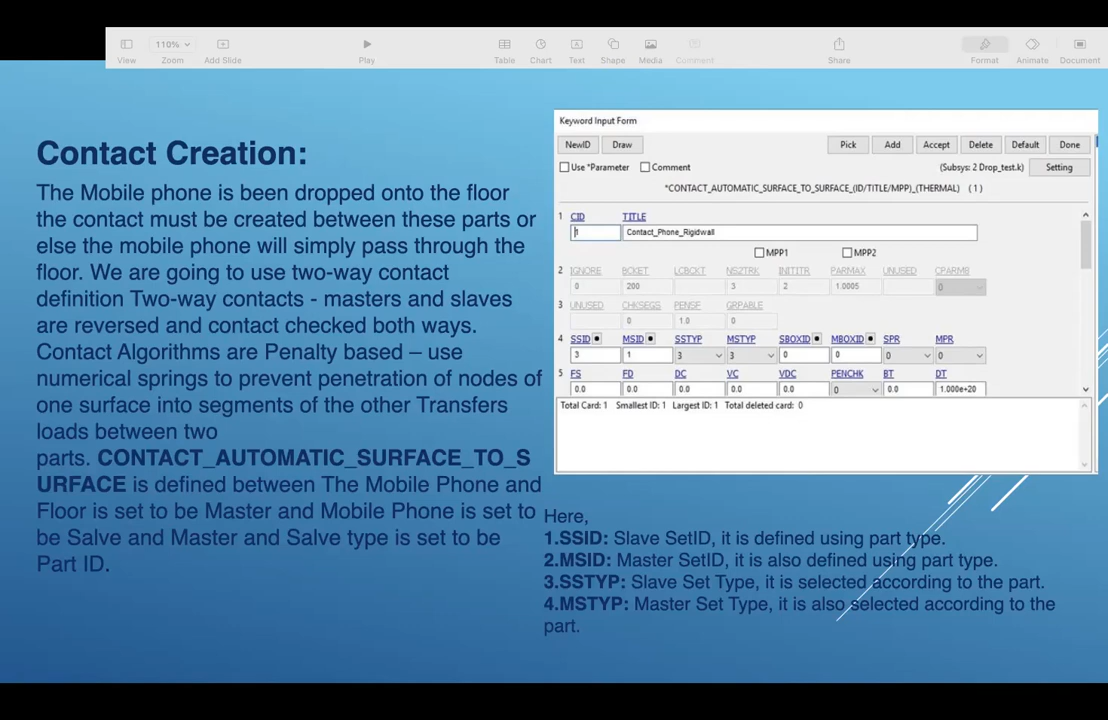 110%
View
Zoom
Add Slide
Play
Table
Chart
Text
Shape
Media
Comment
Share
Format
Animate
Document
Contact Creation:
The Mobile phone is been dropped onto the floor
the contact must be created between these parts or
else the mobile phone will simply pass through the
floor. We are going to use two-way contact
definition Two-way contacts - masters and slaves
are reversed and contact checked both ways.
Contact Algorithms are Penalty based – use
numerical springs to prevent penetration of nodes of
one surface into segments of the other Transfers
loads between two
parts. CONTACT_AUTOMATIC_SURFACE_TO_S
URFACE is defined between The Mobile Phone and
Floor is set to be Master and Mobile Phone is set to
be Salve and Master and Salve type is set to be
Part ID.
Keyword Input Form
NewID Draw Pick Add Accept Delete Default Done
Use *Parameter Comment (Subsys: 2 Drop_test.k) Setting
*CONTACT_AUTOMATIC_SURFACE_TO_SURFACE_(ID/TITLE/MPP)_(THERMAL) (1)
1 CID TITLE
1 Contact_Phone_Rigidwall
MPP1 MPP2
2 IGNORE BCKET LCBCKT NS2TRK INITITR PARMAX UNUSED CPARM8
0 200 3 2 1.0005 0
3 UNUSED CHKSEGS PENSF GRPABLE
0 1.0 0
4 SSID MSID SSTYP MSTYP SBOXID MBOXID SPR MPR
3 1 3 3 0 0 0 0
5 FS FD DC VC VDC PENCHK BT DT
0.0 0.0 0.0 0.0 0.0 0 0.0 1.000e+20
Total Card: 1 Smallest ID: 1 Largest ID: 1 Total deleted card: 0
Here,
1.SSID: Slave SetID, it is defined using part type.
2.MSID: Master SetID, it is also defined using part type.
3.SSTYP: Slave Set Type, it is selected according to the part.
4.MSTYP: Master Set Type, it is also selected according to the
part.